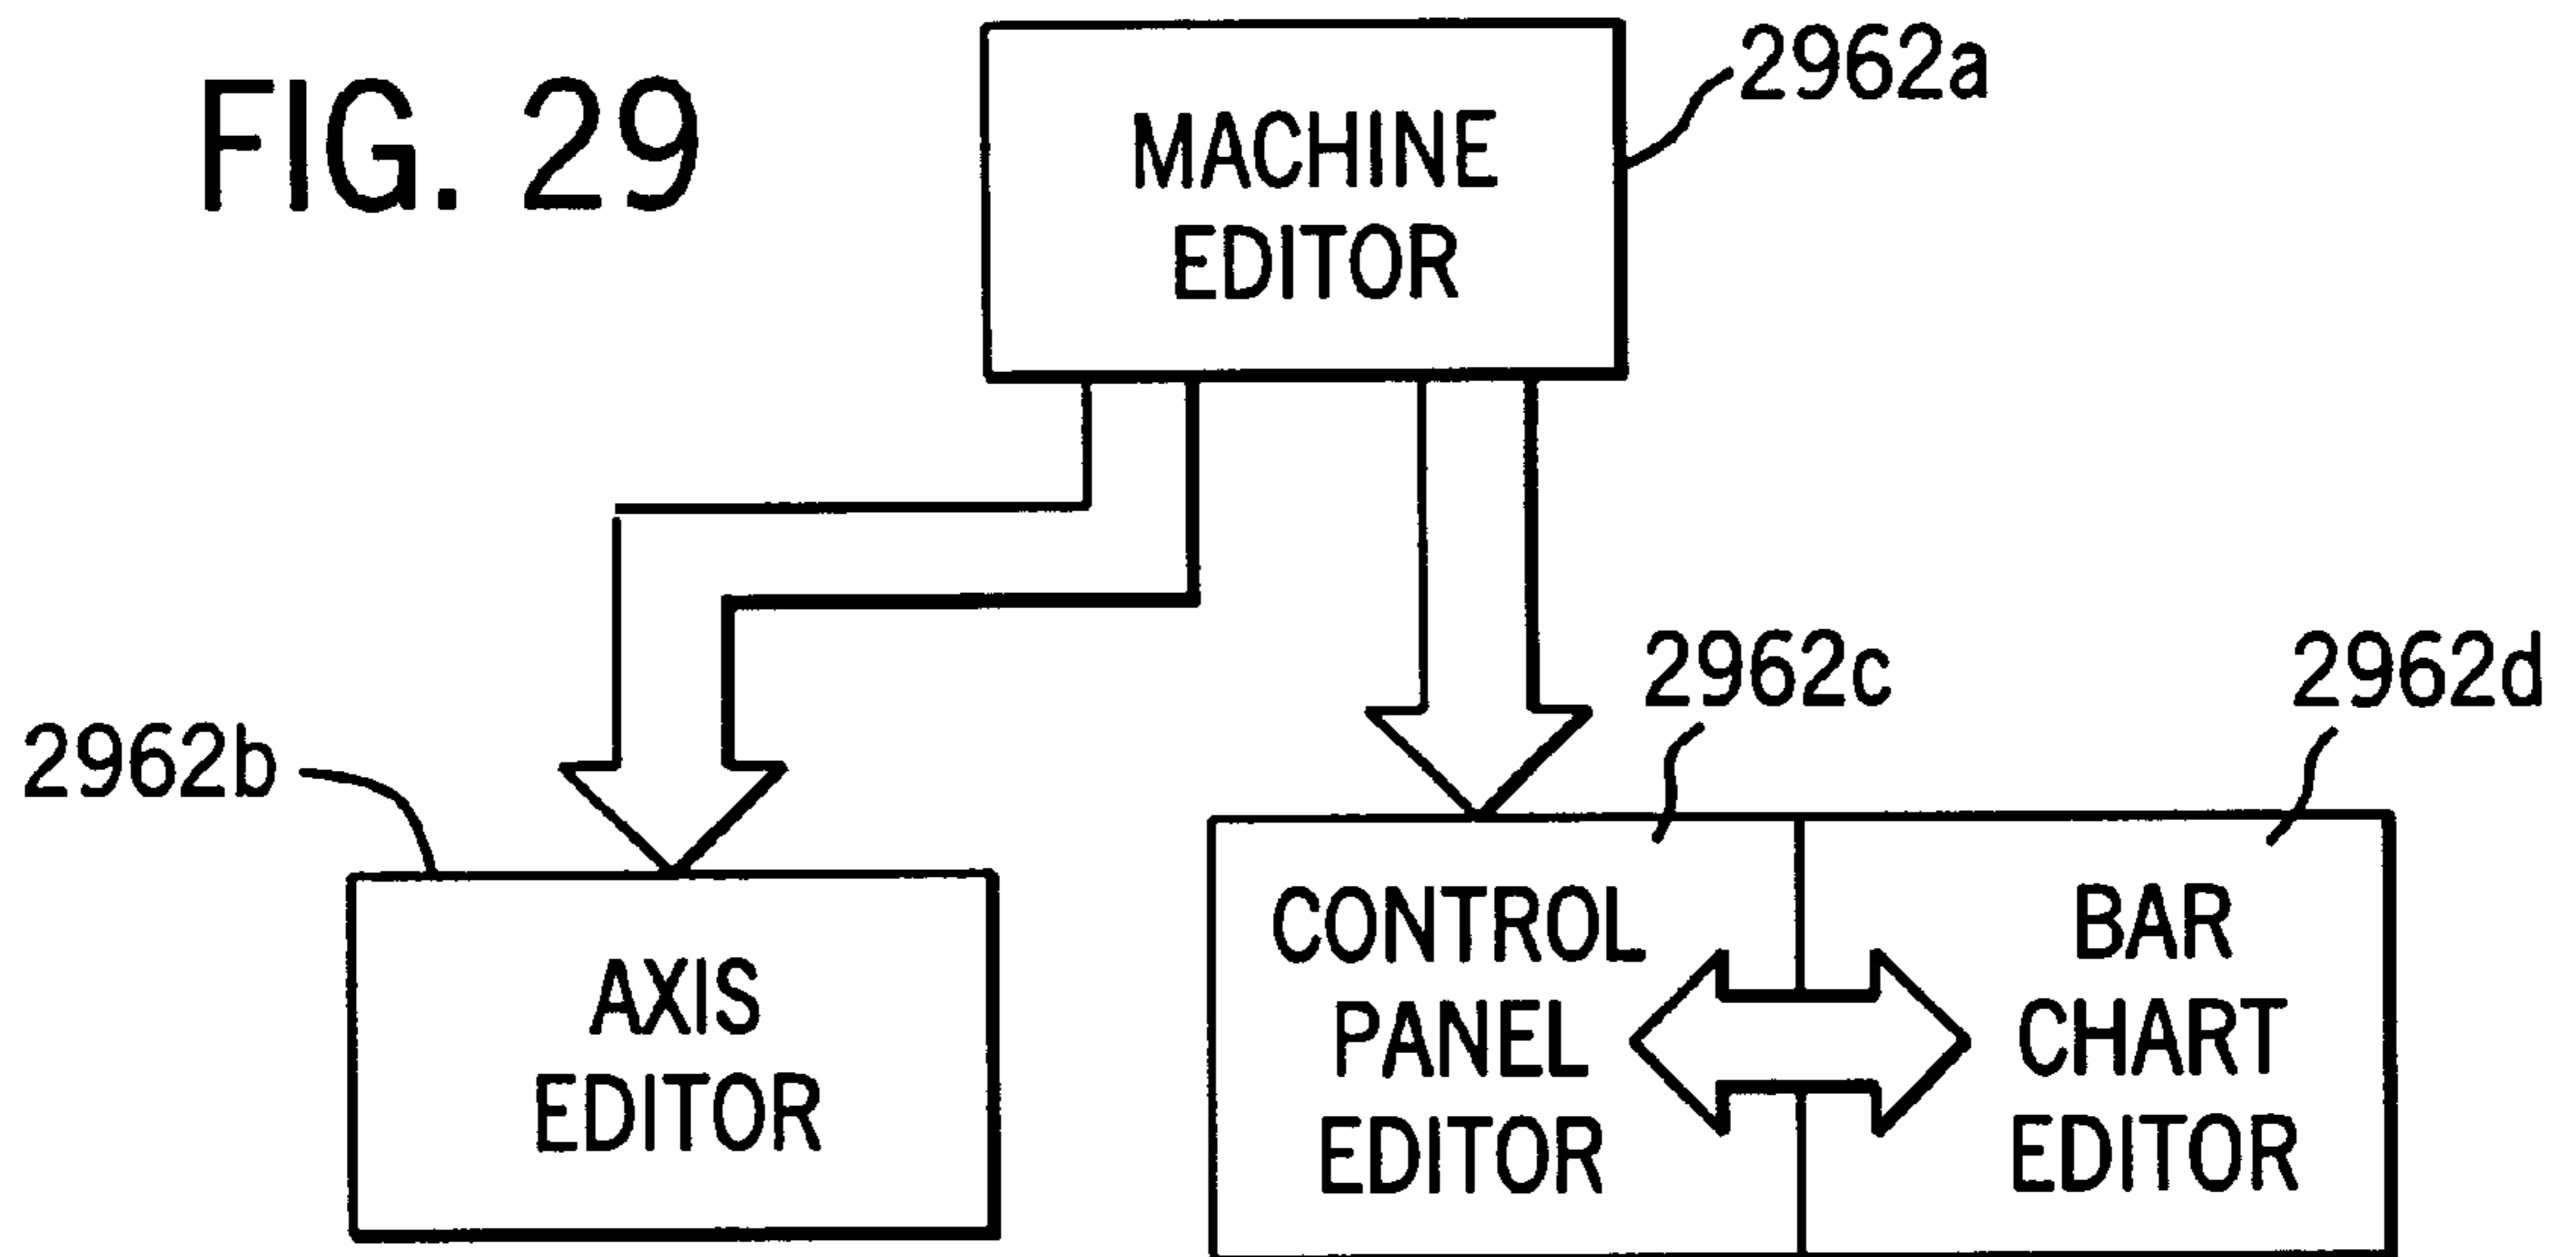 FIG. 29
2962a
MACHINE
EDITOR
2962b
AXIS
EDITOR
2962c
CONTROL
PANEL
EDITOR
2962d
BAR
CHART
EDITOR